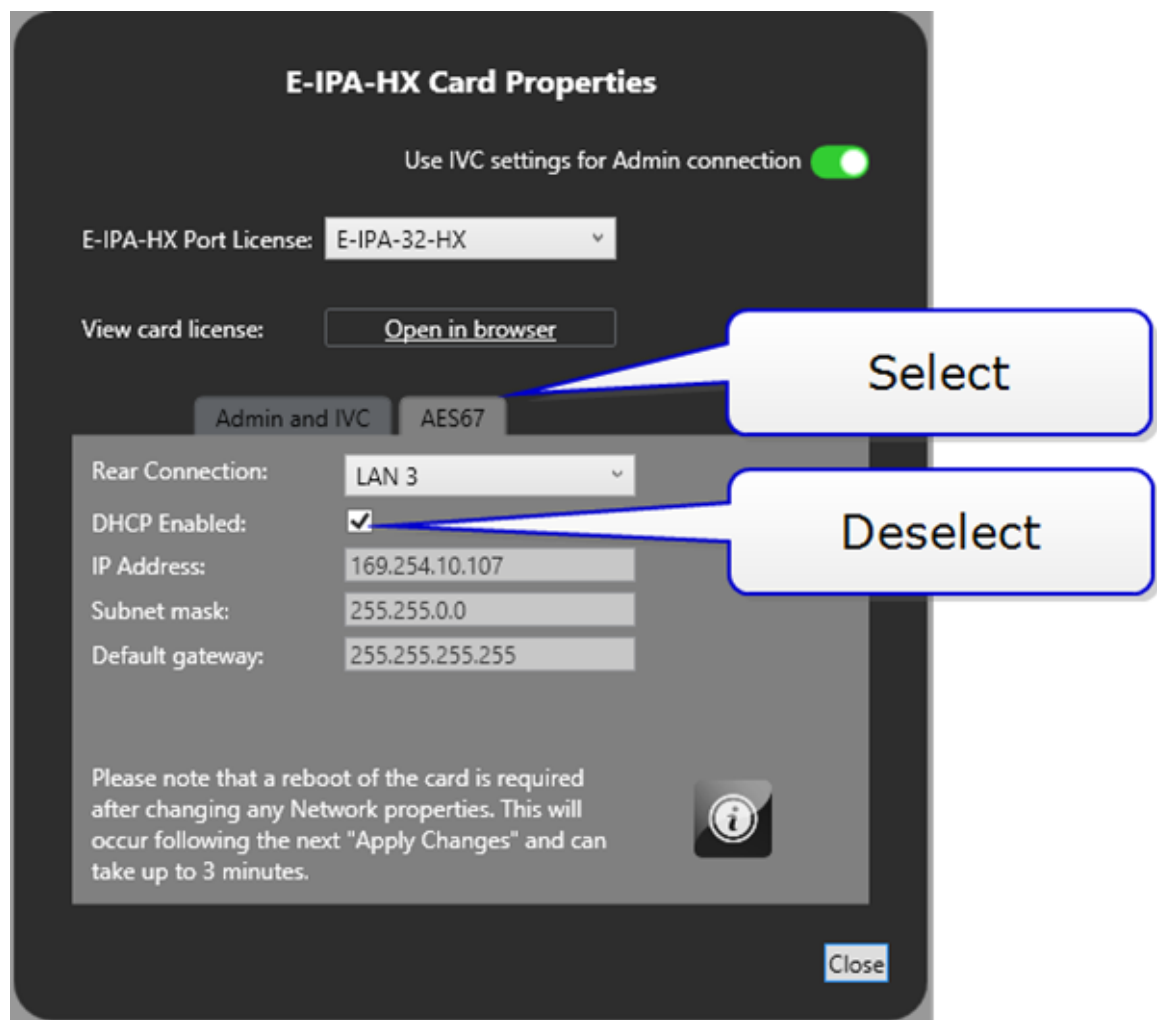 E-IPA-HX Card Properties
Use IVC settings for Admin connection
E-IPA-HX Port License: E-IPA-32-HX
View card license: Open in browser
Select
Admin and IVC AES67
Rear Connection: LAN 3
DHCP Enabled:
Deselect
IP Address: 169.254.10.107
Subnet mask: 255.255.0.0
Default gateway: 255.255.255.255
Please note that a reboot of the card is required
after changing any Network properties. This will
occur following the next "Apply Changes" and can
take up to 3 minutes.
Close